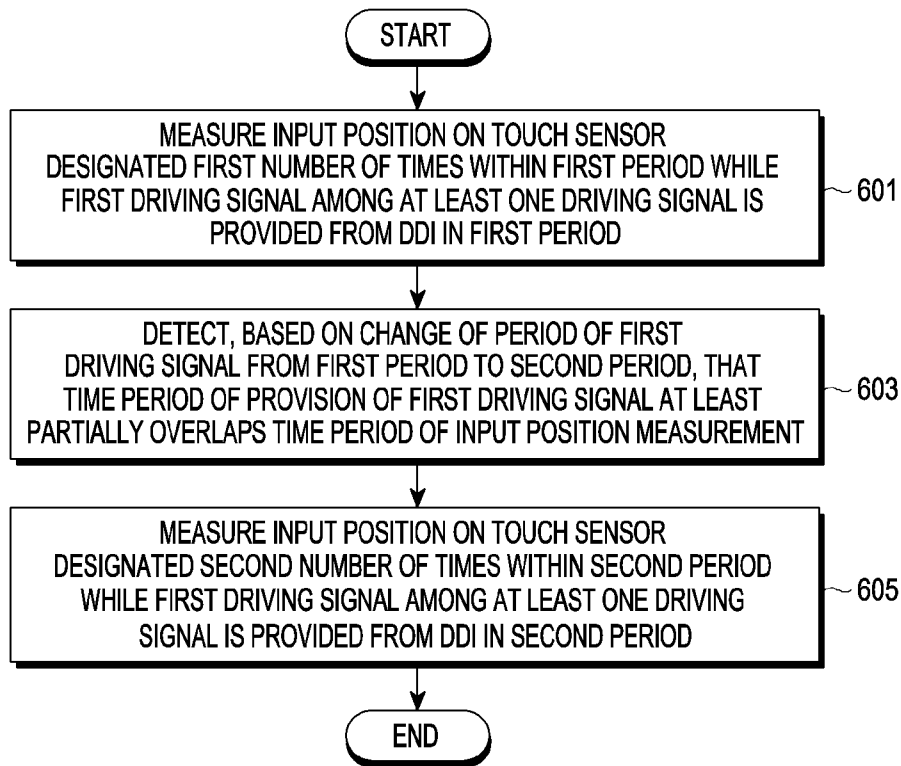 START
MEASURE INPUT POSITION ON TOUCH SENSOR
DESIGNATED FIRST NUMBER OF TIMES WITHIN FIRST PERIOD WHILE
FIRST DRIVING SIGNAL AMONG AT LEAST ONE DRIVING SIGNAL IS
PROVIDED FROM DDI IN FIRST PERIOD
601
DETECT, BASED ON CHANGE OF PERIOD OF FIRST
DRIVING SIGNAL FROM FIRST PERIOD TO SECOND PERIOD, THAT
TIME PERIOD OF PROVISION OF FIRST DRIVING SIGNAL AT LEAST
PARTIALLY OVERLAPS TIME PERIOD OF INPUT POSITION MEASUREMENT
603
MEASURE INPUT POSITION ON TOUCH SENSOR
DESIGNATED SECOND NUMBER OF TIMES WITHIN SECOND PERIOD
WHILE FIRST DRIVING SIGNAL AMONG AT LEAST ONE DRIVING
SIGNAL IS PROVIDED FROM DDI IN SECOND PERIOD
605
END